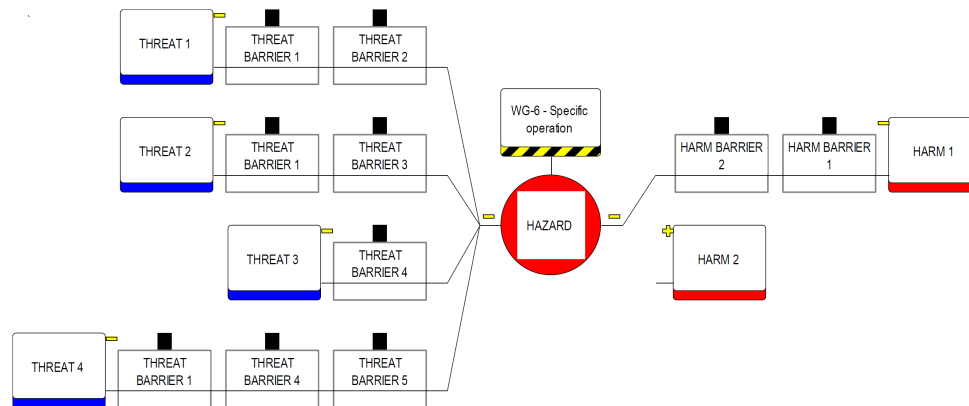 THREAT 1
THREAT
BARRIER 1
THREAT
BARRIER 2
WG-6 - Specific
operation
THREAT 2
THREAT
BARRIER 1
THREAT
BARRIER 3
HARM BARRIER
2
HARM BARRIER
1
HARM 1
HAZARD
THREAT 3
THREAT
BARRIER 4
HARM 2
THREAT 4
THREAT
BARRIER 1
THREAT
BARRIER 4
THREAT
BARRIER 5